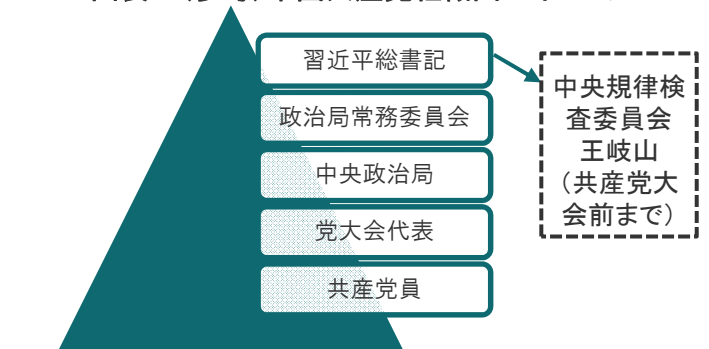 習近平総書記
政治局常務委員会
中央政治局
党大会代表
共産党員
中央規律検
査委員会
王岐山
（共産党大
会前まで）